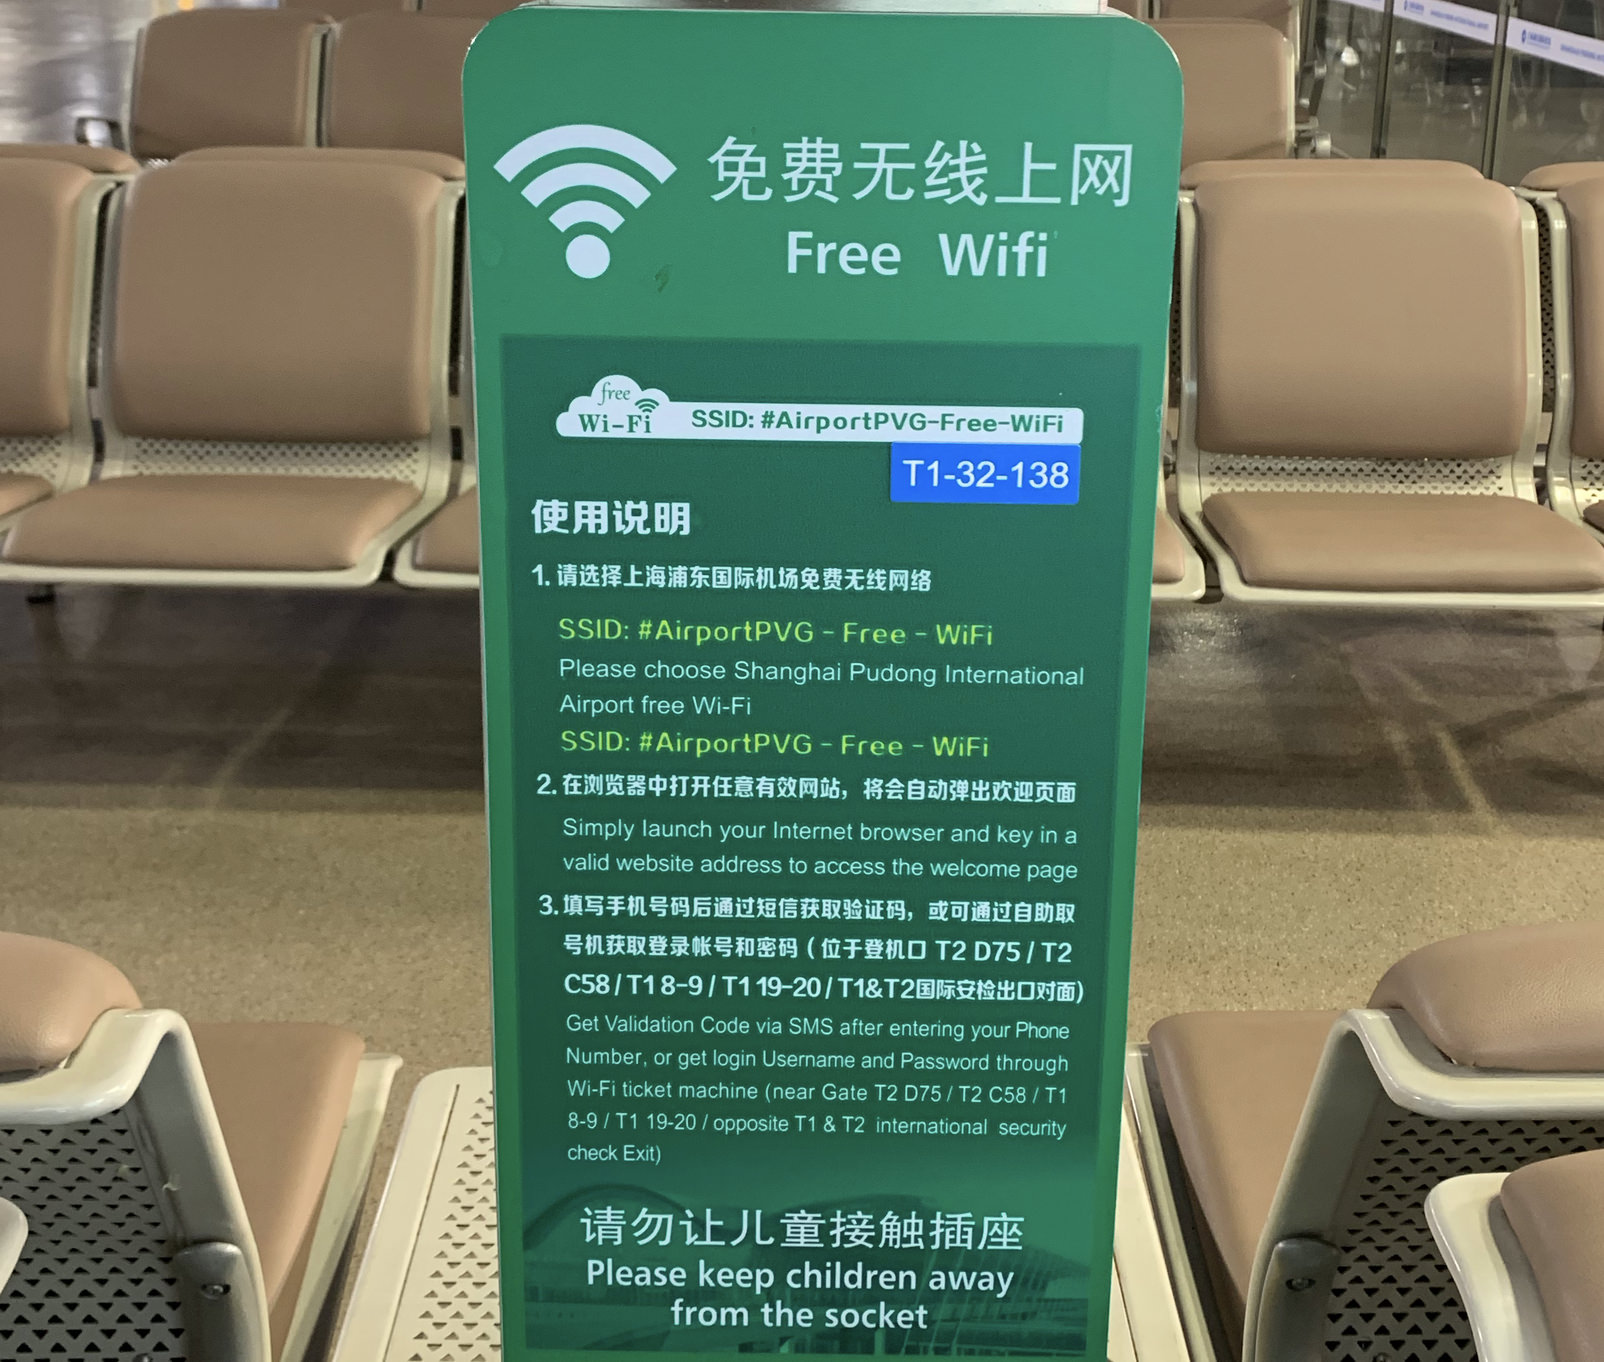 免费无线上网
Free Wifi
free
Wi-Fi
SSID: #AirportPVG-Free-WiFi
T1-32-138
使用说明
1. 请选择上海浦东国际机场免费无线网络
SSID: #AirportPVG - Free - WiFi
Please choose Shanghai Pudong International
Airport free Wi-Fi
SSID: #AirportPVG - Free - WiFi
2. 在浏览器中打开任意有效网站，将会自动弹出欢迎页面
Simply launch your Internet browser and key in a
valid website address to access the welcome page
3. 填写手机号码后通过短信获取验证码，或可通过自助取
号机获取登录帐号和密码（位于登机口 T2 D75 / T2
C58 / T1 8-9 / T1 19-20 / T1&T2国际安检出口对面)
Get Validation Code via SMS after entering your Phone
Number, or get login Username and Password through
Wi-Fi ticket machine (near Gate T2 D75 / T2 C58 / T1
8-9 / T1 19-20 / opposite T1 & T2 international security
check Exit)
请勿让儿童接触插座
Please keep children away
from the socket